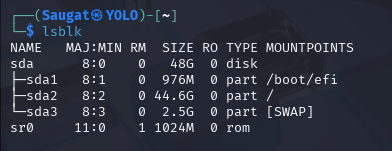 ┌──(Saugat㉿YOLO)-[~]
└─$ lsblk
NAME   MAJ:MIN RM  SIZE RO TYPE MOUNTPOINTS
sda      8:0    0   48G  0 disk
├─sda1   8:1    0  976M  0 part /boot/efi
├─sda2   8:2    0 44.6G  0 part /
└─sda3   8:3    0  2.5G  0 part [SWAP]
sr0     11:0    1 1024M  0 rom